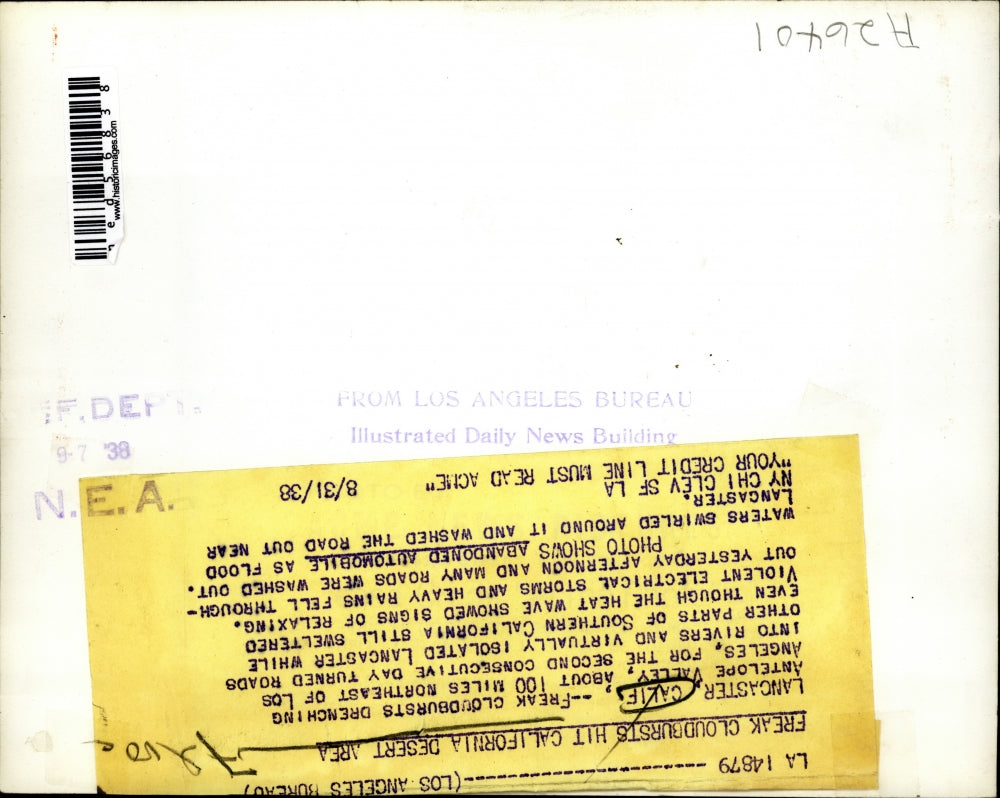 A26401
ned56838
www.historicimages.com
FROM LOS ANGELES BUREAU
Illustrated Daily News Building
F. DEPT.
9-7 '38
N.E.A.
LA 14879 ------------------------(LOS ANGELES BUREAU)
FREAK CLOUDBURSTS HIT CALIFORNIA DESERT AREA
LANCASTER, CALIF., --FREAK CLOUDBURSTS DRENCHING
ANTELOPE VALLEY, ABOUT 100 MILES NORTHEAST OF LOS
ANGELES, FOR THE SECOND CONSECUTIVE DAY TURNED ROADS
INTO RIVERS AND VIRTUALLY ISOLATED LANCASTER WHILE
OTHER PARTS OF SOUTHERN CALIFORNIA STILL SWELTERED
EVEN THOUGH THE HEAT WAVE SHOWED SIGNS OF RELAXING.
VIOLENT ELECTRICAL STORMS AND HEAVY RAINS FELL THROUGH-
OUT YESTERDAY AFTERNOON AND MANY ROADS WERE WASHED OUT.
PHOTO SHOWS ABANDONED AUTOMOBILE AS FLOOD
WATERS SWIRLED AROUND IT AND WASHED THE ROAD OUT NEAR
LANCASTER.
NY CHI CLEV SF LA
"YOUR CREDIT LINE MUST READ ACME" 8/31/38